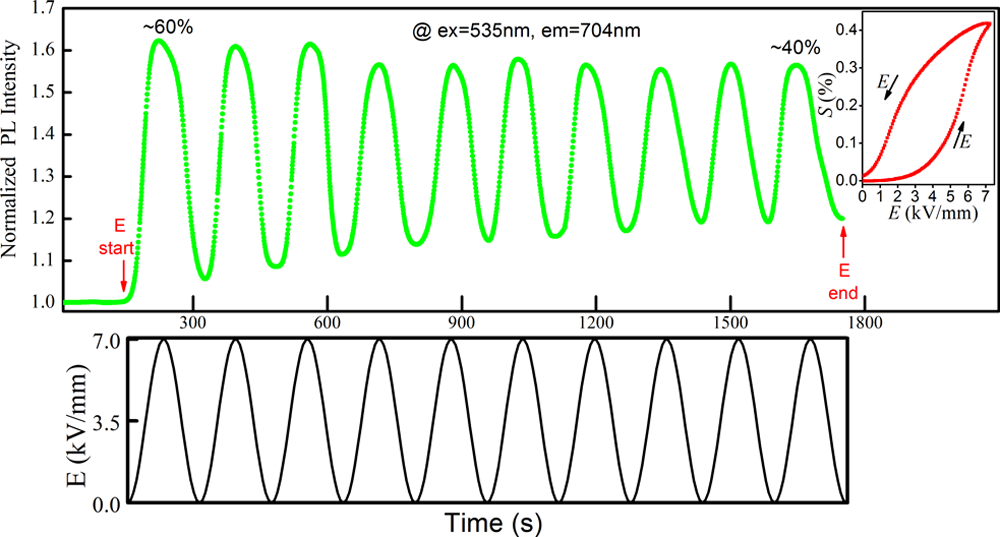 1.7
1.6
1.5
1.4
1.3
1.2
1.1
1.0
Normalized PL Intensity
~60%
@ ex=535nm, em=704nm
~40%
E
start
E
end
300
600
900
1200
1500
1800
0.4
0.3
0.2
0.1
0.0
S (%)
E
E
0 1 2 3 4 5 6 7
E (kV/mm)
7.0
3.5
0.0
E (kV/mm)
Time (s)